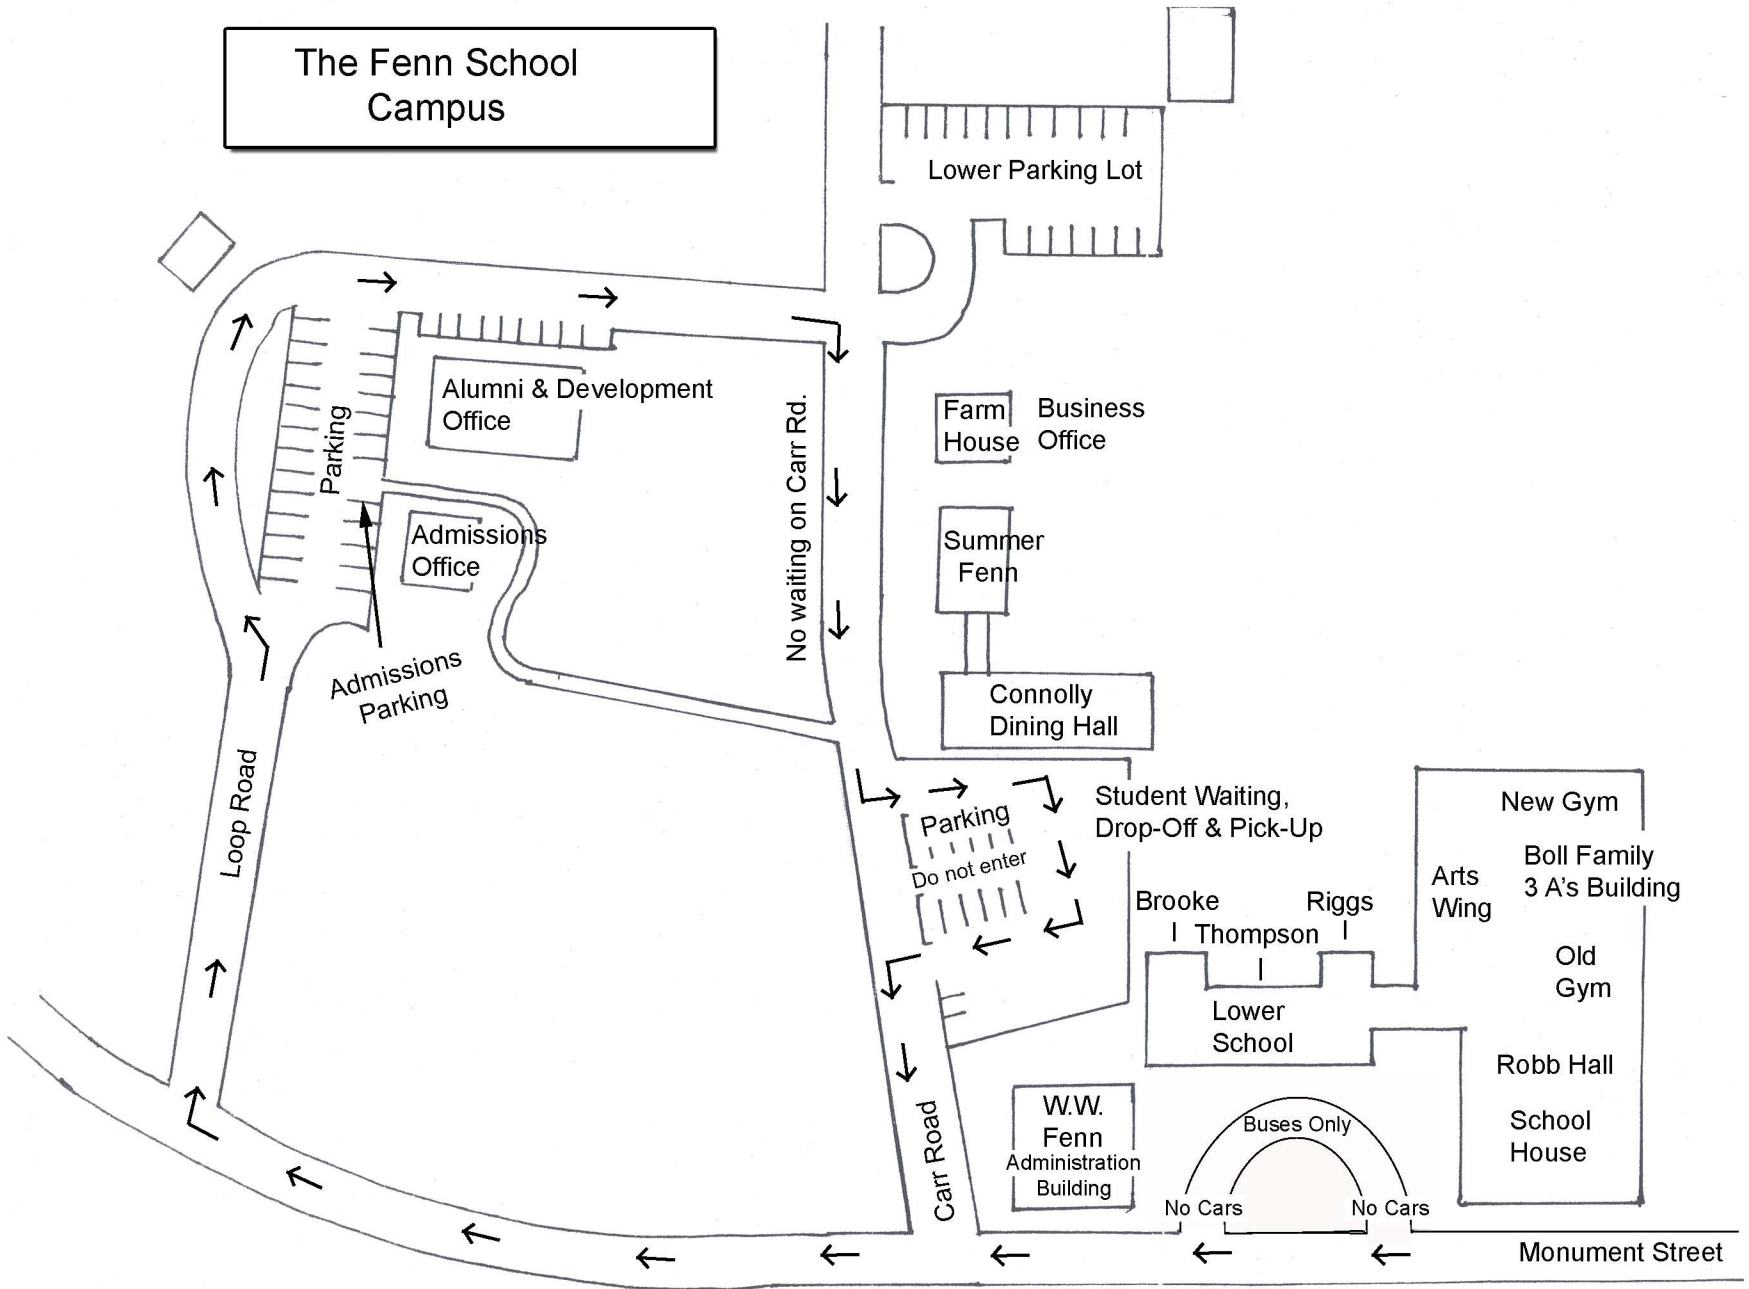 The Fenn School
Campus
Lower Parking Lot
Alumni & Development
Office
Parking
Admissions
Office
Admissions
Parking
No waiting on Carr Rd.
Farm
House
Business
Office
Summer
Fenn
Connolly
Dining Hall
Loop Road
Parking
Do not enter
Student Waiting,
Drop-Off & Pick-Up
New Gym
Boll Family
3 A's Building
Arts
Wing
Brooke
Riggs
Thompson
Old
Gym
Lower
School
Robb Hall
School
House
W.W.
Fenn
Administration
Building
Carr Road
Buses Only
No Cars
No Cars
Monument Street